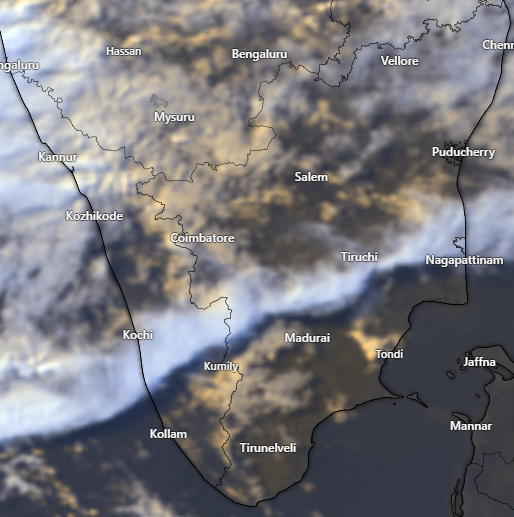 Hassan
Bengaluru
Chenn
ngaluru
Vellore
Mysuru
Kannur
Puducherry
Salem
Kozhikode
Coimbatore
Tiruchi
Nagapattinam
Kochi
Madurai
Tondi
Kumily
Jaffna
Mannar
Kollam
Tirunelveli